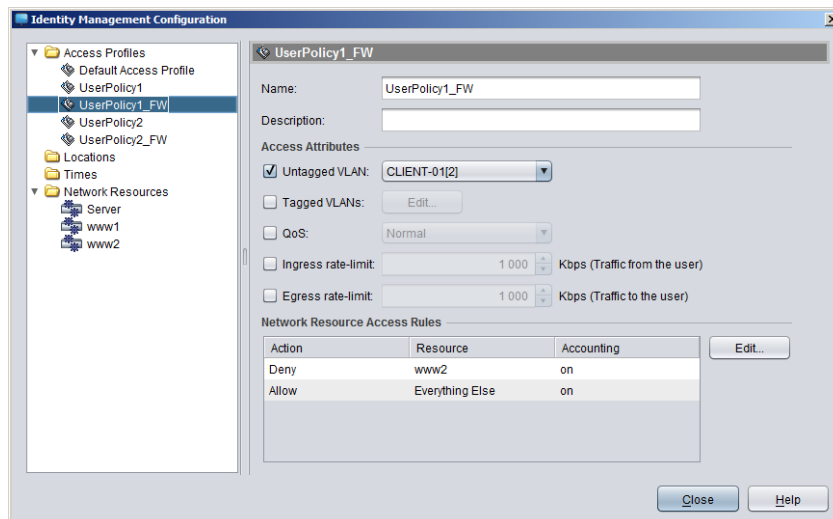 Identity Management Configuration
Access Profiles
Default Access Profile
UserPolicy1
UserPolicy1_FW
UserPolicy2
UserPolicy2_FW
Locations
Times
Network Resources
Server
www1
www2
UserPolicy1_FW
Name: UserPolicy1_FW
Description:
Access Attributes
Untagged VLAN: CLIENT-01[2]
Tagged VLANs: Edit...
QoS: Normal
Ingress rate-limit: 1 000 Kbps (Traffic from the user)
Egress rate-limit: 1 000 Kbps (Traffic to the user)
Network Resource Access Rules
Action Resource Accounting Edit...
Deny www2 on
Allow Everything Else on
Close Help